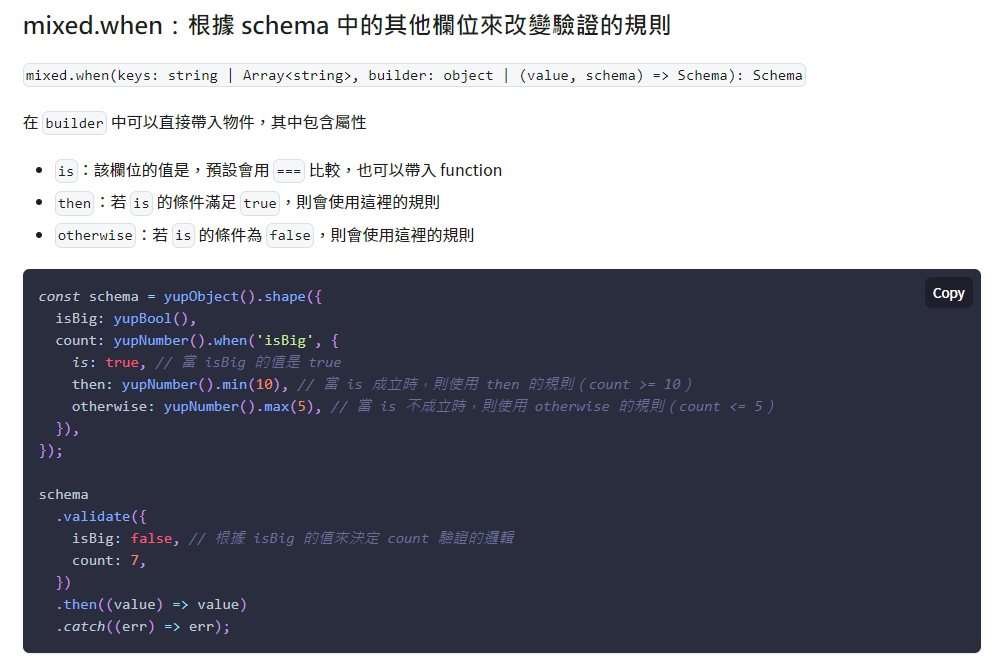 mixed.when：根據 schema 中的其他欄位來改變驗證的規則
mixed.when(keys: string | Array<string>, builder: object | (value, schema) => Schema): Schema
在 builder 中可以直接帶入物件，其中包含屬性
• is：該欄位的值是，預設會用 === 比較，也可以帶入 function
• then：若 is 的條件滿足 true，則會使用這裡的規則
• otherwise：若 is 的條件為 false，則會使用這裡的規則
Copy
const schema = yupObject().shape({
  isBig: yupBool(),
  count: yupNumber().when('isBig', {
    is: true, // 當 isBig 的值是 true
    then: yupNumber().min(10), // 當 is 成立時，則使用 then 的規則（count >= 10）
    otherwise: yupNumber().max(5), // 當 is 不成立時，則使用 otherwise 的規則（count <= 5）
  }),
});
schema
  .validate({
    isBig: false, // 根據 isBig 的值來決定 count 驗證的邏輯
    count: 7,
  })
  .then((value) => value)
  .catch((err) => err);